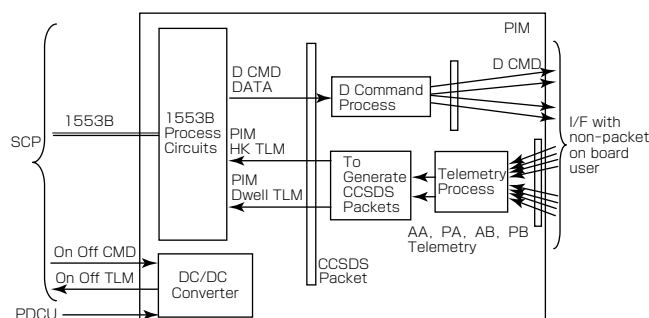 PIM
D CMD
D CMD
DATA
D Command
Process
1553B
SCP
1553B
Process
Circuits
PIM
HK TLM
PIM
Dwell TLM
To
Generate
CCSDS
Packets
Telemetry
Process
I/F with
non-packet
on board
user
AA, PA, AB, PB
Telemetry
CCSDS
Packet
On Off CMD
On Off TLM
DC/DC
Converter
PDCU